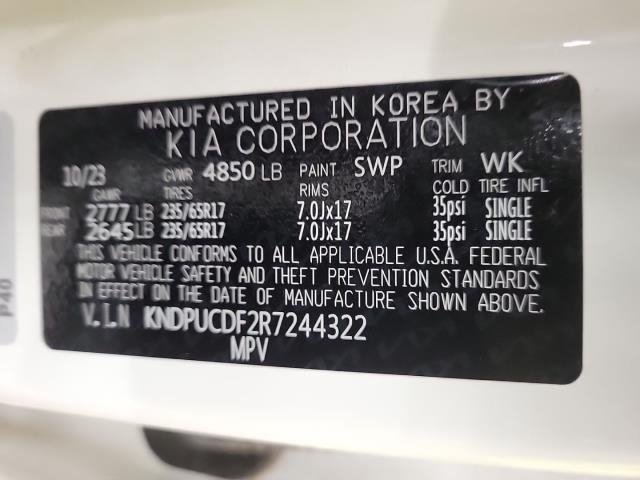 MANUFACTURED IN KOREA BY
KIA CORPORATION
10/23 GVWR 4850 LB PAINT SWP TRIM WK
GAWR TIRES RIMS COLD TIRE INFL
FRONT 2777 LB 235/65R17 7.0Jx17 35psi SINGLE
REAR 2645 LB 235/65R17 7.0Jx17 35psi SINGLE
THIS VEHICLE CONFORMS TO ALL APPLICABLE U.S.A. FEDERAL
MOTOR VEHICLE SAFETY AND THEFT PREVENTION STANDARDS
IN EFFECT ON THE DATE OF MANUFACTURE SHOWN ABOVE.
V.I.N KNDPUCDF2R7244322
MPV
P40